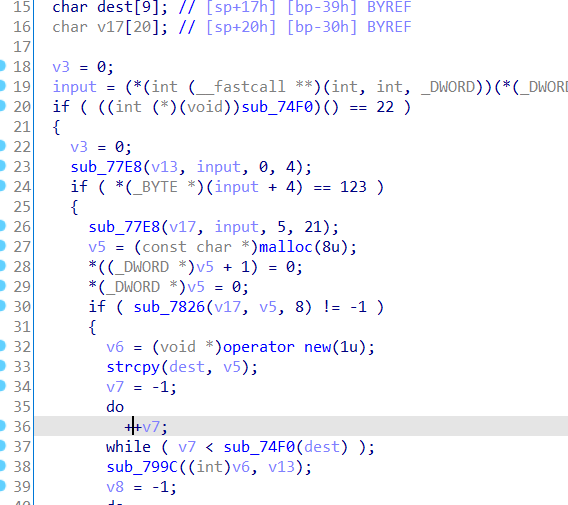 15 char dest[9]; // [sp+17h] [bp-39h] BYREF
16 char v17[20]; // [sp+20h] [bp-30h] BYREF
17
18 v3 = 0;
19 input = (*(int (__fastcall **)(int, int, _DWORD))(*(_DWO
20 if ( ((int (*)(void))sub_74F0)() == 22 )
21 {
22 v3 = 0;
23 sub_77E8(v13, input, 0, 4);
24 if ( *(_BYTE *)(input + 4) == 123 )
25 {
26 sub_77E8(v17, input, 5, 21);
27 v5 = (const char *)malloc(8u);
28 *((_DWORD *)v5 + 1) = 0;
29 *(_DWORD *)v5 = 0;
30 if ( sub_7826(v17, v5, 8) != -1 )
31 {
32 v6 = (void *)operator new(1u);
33 strcpy(dest, v5);
34 v7 = -1;
35 do
36 ++v7;
37 while ( v7 < sub_74F0(dest) );
38 sub_799C((int)v6, v13);
39 v8 = -1;